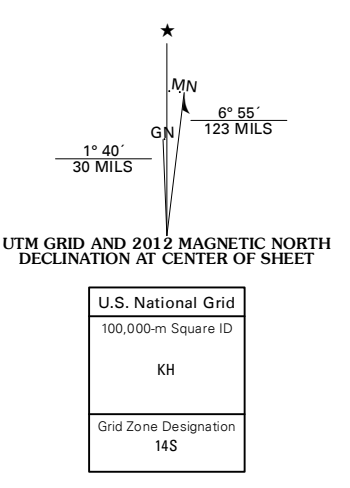 ★
MN
GN
6° 55´
123 MILS
1° 40´
30 MILS
UTM GRID AND 2012 MAGNETIC NORTH
DECLINATION AT CENTER OF SHEET
U.S. National Grid
100,000-m Square ID
KH
Grid Zone Designation
14S